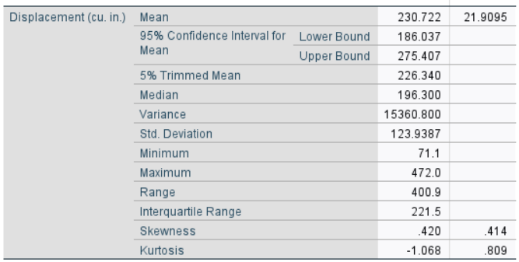 Displacement (cu. in.) Mean 230.722 21.9095
95% Confidence Interval for Mean Lower Bound 186.037
Upper Bound 275.407
5% Trimmed Mean 226.340
Median 196.300
Variance 15360.800
Std. Deviation 123.9387
Minimum 71.1
Maximum 472.0
Range 400.9
Interquartile Range 221.5
Skewness .420 .414
Kurtosis -1.068 .809